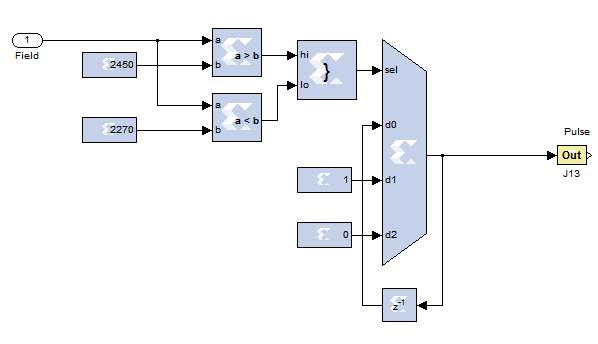 1
Field
a
b
a > b
2450
a
b
a < b
2270
hi
lo
}
sel
d0
d1
d2
1
0
z-1
Pulse
Out
J13